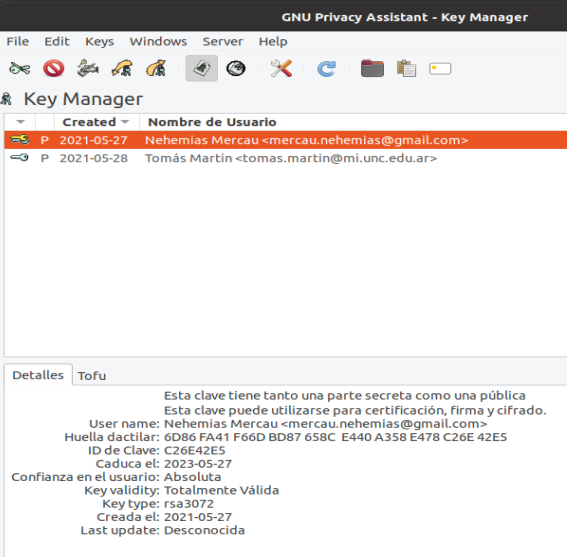 GNU Privacy Assistant - Key Manager
File Edit Keys Windows Server Help
Key Manager
Created Nombre de Usuario
P 2021-05-27 Nehemias Mercau <mercau.nehemias@gmail.com>
P 2021-05-28 Tomás Martin <tomas.martin@mi.unc.edu.ar>
Detalles Tofu
Esta clave tiene tanto una parte secreta como una pública
Esta clave puede utilizarse para certificación, firma y cifrado.
User name: Nehemias Mercau <mercau.nehemias@gmail.com>
Huella dactilar: 6D86 FA41 F66D BD87 658C E440 A358 E478 C26E 42E5
ID de Clave: C26E42E5
Caduca el: 2023-05-27
Confianza en el usuario: Absoluta
Key validity: Totalmente Válida
Key type: rsa3072
Creada el: 2021-05-27
Last update: Desconocida